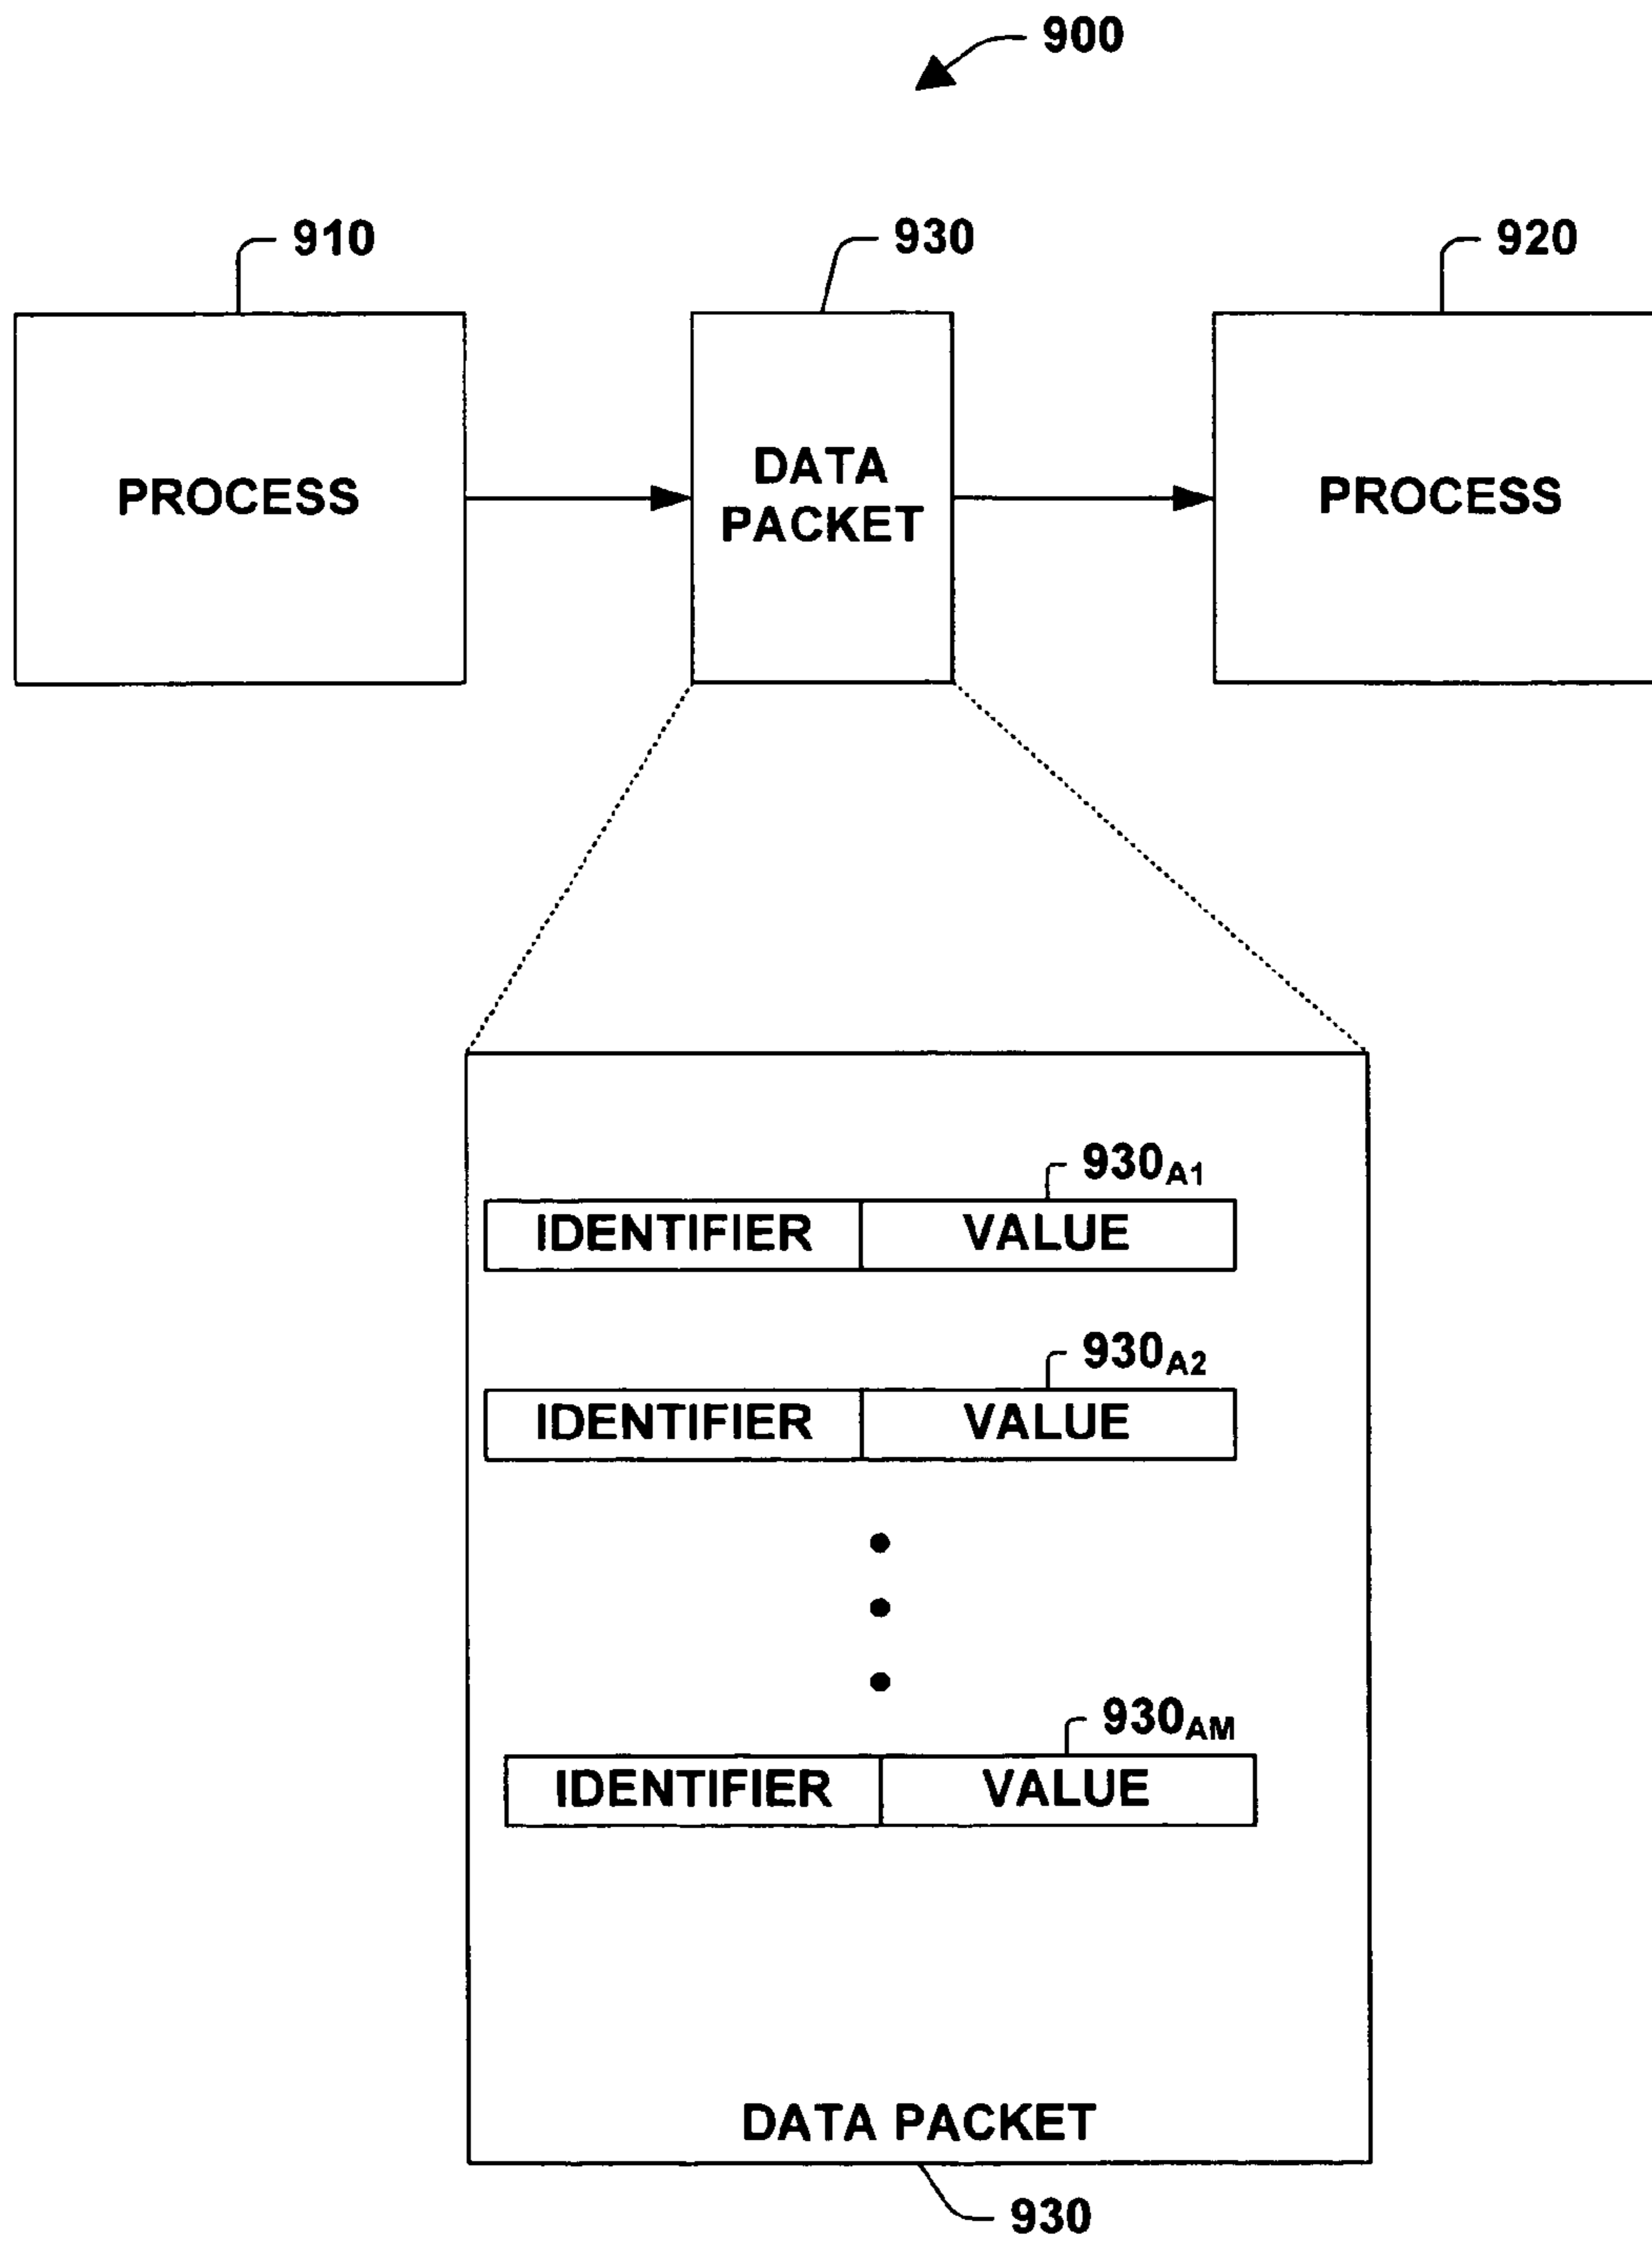 900
910
930
920
PROCESS
DATA
PACKET
PROCESS
930A1
IDENTIFIER VALUE
930A2
IDENTIFIER VALUE
930AM
IDENTIFIER VALUE
DATA PACKET
930